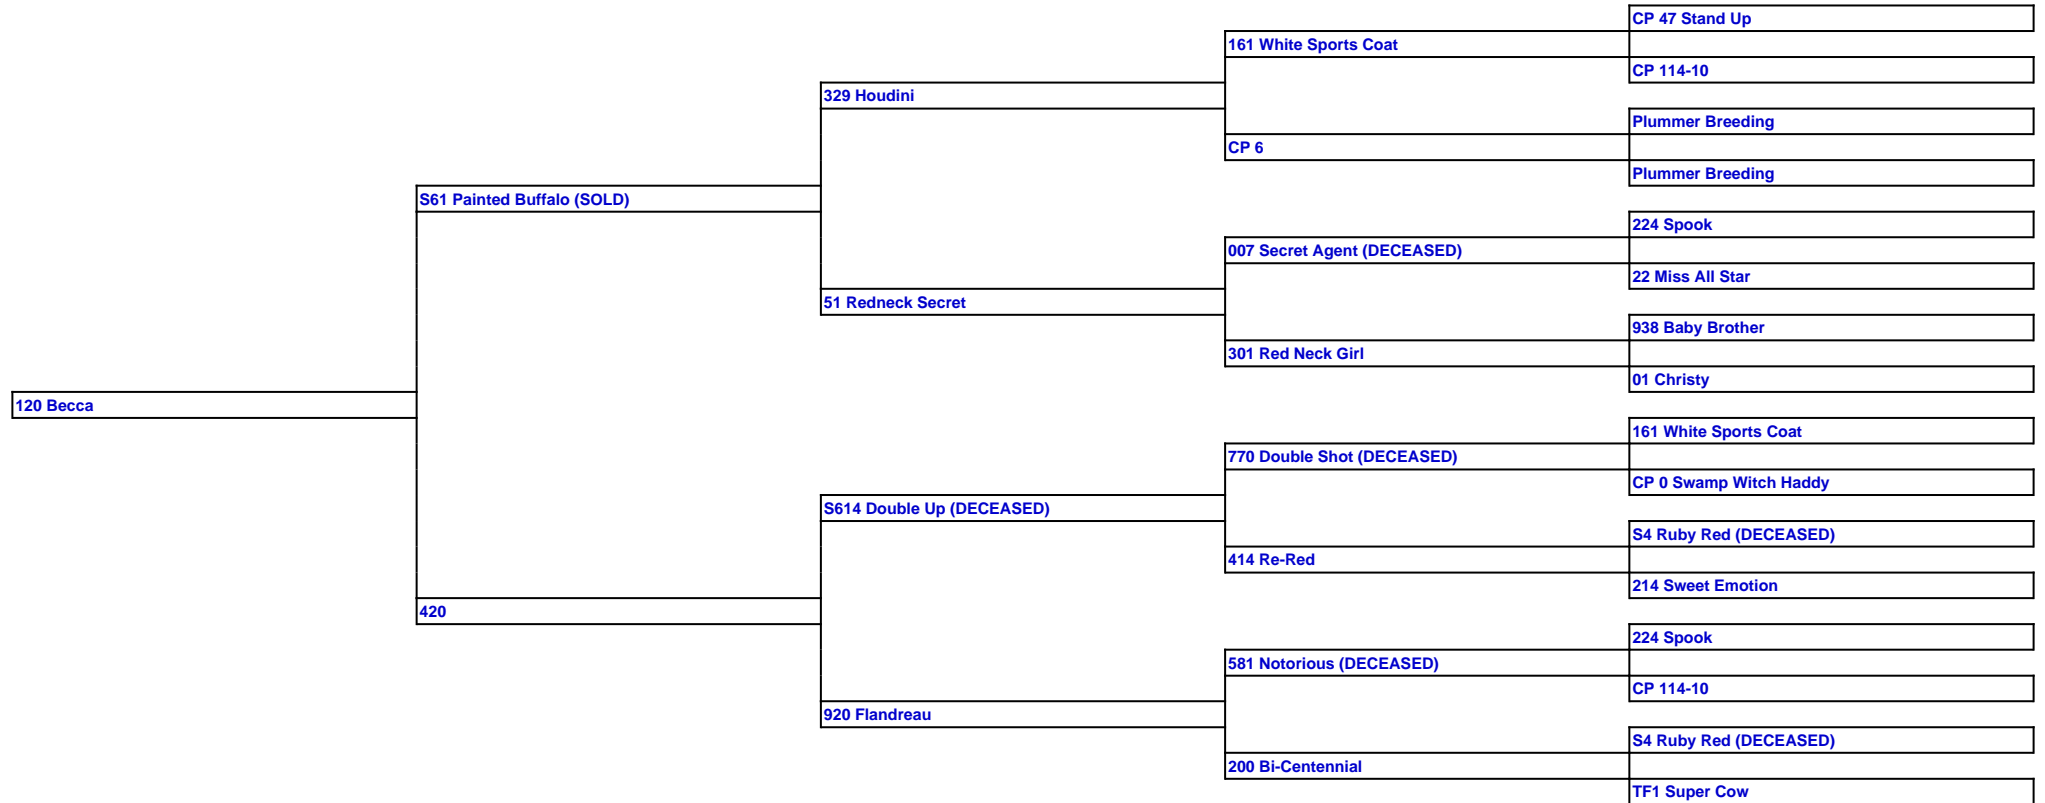 CP 47 Stand Up
161 White Sports Coat
CP 114-10
329 Houdini
Plummer Breeding
CP 6
Plummer Breeding
S61 Painted Buffalo (SOLD)
224 Spook
007 Secret Agent (DECEASED)
22 Miss All Star
51 Redneck Secret
938 Baby Brother
301 Red Neck Girl
01 Christy
120 Becca
161 White Sports Coat
770 Double Shot (DECEASED)
CP 0 Swamp Witch Haddy
S614 Double Up (DECEASED)
S4 Ruby Red (DECEASED)
414 Re-Red
214 Sweet Emotion
420
224 Spook
581 Notorious (DECEASED)
CP 114-10
920 Flandreau
S4 Ruby Red (DECEASED)
200 Bi-Centennial
TF1 Super Cow